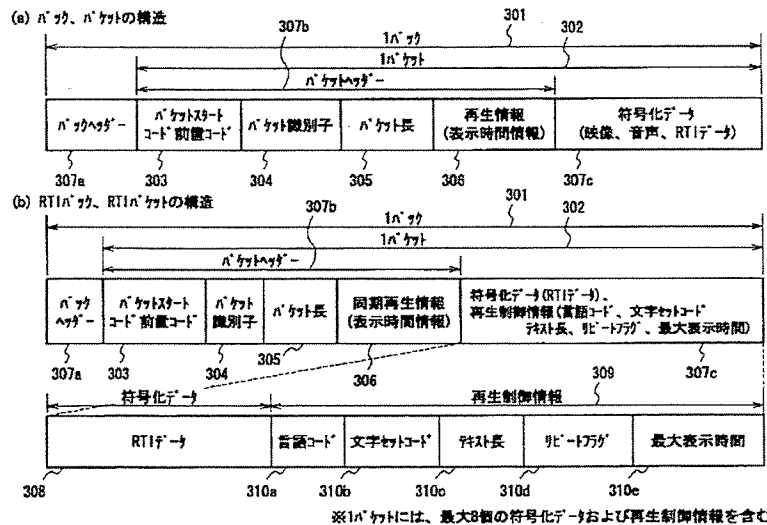 (a) パック、パケットの構造
307b
301
1パック
302
1パケット
パケットヘッダー
パックヘッダー
パケットスタート
コード前置コード
パケット識別子
パケット長
再生情報
(表示時間情報)
符号化データ
(映像、音声、RTIデータ)
307a
303
304
305
306
307c
(b) RTIパック、RTIパケットの構造
307b
301
1パック
302
1パケット
パケットヘッダー
パック
ヘッダー
パケットスタート
コード前置コード
パケット
識別子
パケット長
同期再生情報
(表示時間情報)
符号化データ(RTIデータ)、
再生制御情報(言語コード、文字セットコード
テキスト長、リピートフラグ、最大表示時間)
307a
303
304
305
306
307c
符号化データ
再生制御情報
309
RTIデータ
言語コード
文字セットコード
テキスト長
リピートフラグ
最大表示時間
308
310a
310b
310c
310d
310e
※1パケットには、最大8個の符号化データおよび再生制御情報を含む